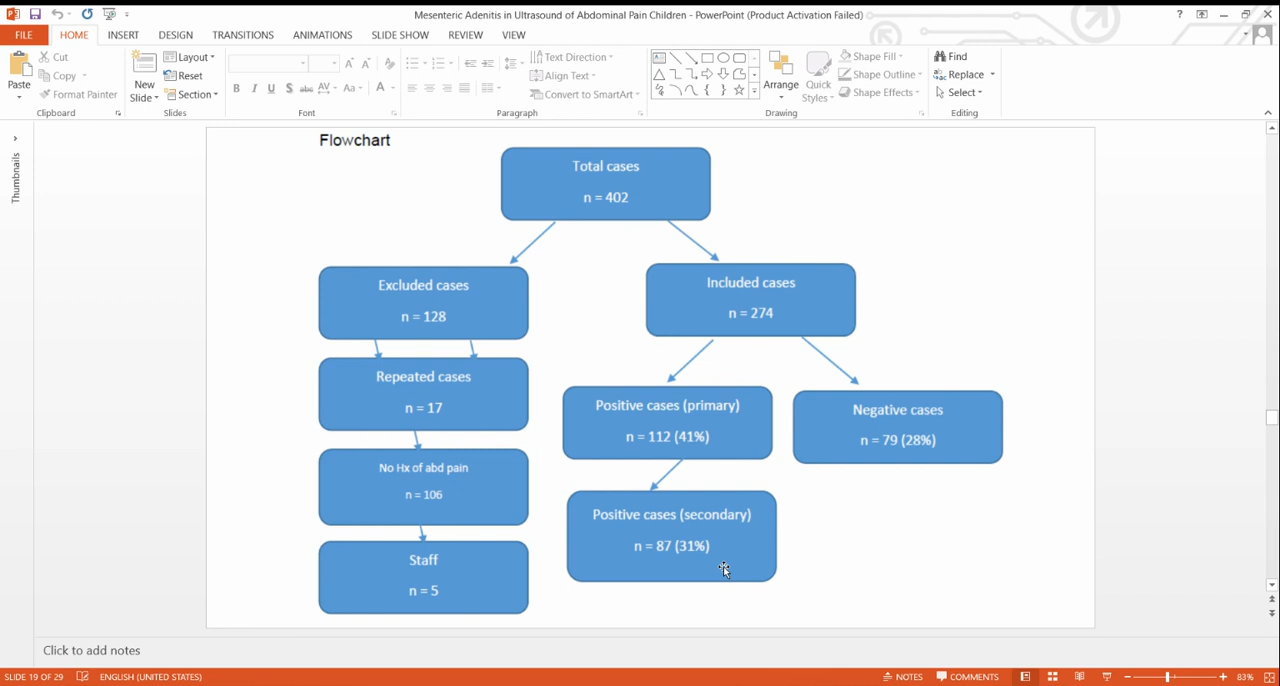 Mesenteric Adenitis in Ultrasound of Abdominal Pain Children - PowerPoint (Product Activation Failed)
FILE HOME INSERT DESIGN TRANSITIONS ANIMATIONS SLIDE SHOW REVIEW VIEW
Paste
Cut
Copy
Format Painter
Clipboard
New
Slide
Layout
Reset
Section
Slides
B I U S abc AV Aa A
Font
Text Direction
Align Text
Convert to SmartArt
Paragraph
Arrange
Quick
Styles
Shape Fill
Shape Outline
Shape Effects
Drawing
Find
Replace
Select
Editing
Thumbnails
Flowchart
Total cases
n = 402
Excluded cases
n = 128
Included cases
n = 274
Repeated cases
n = 17
Positive cases (primary)
n = 112 (41%)
Negative cases
n = 79 (28%)
No Hx of abd pain
n = 106
Positive cases (secondary)
n = 87 (31%)
Staff
n = 5
Click to add notes
SLIDE 19 OF 29 ENGLISH (UNITED STATES) NOTES COMMENTS 83%